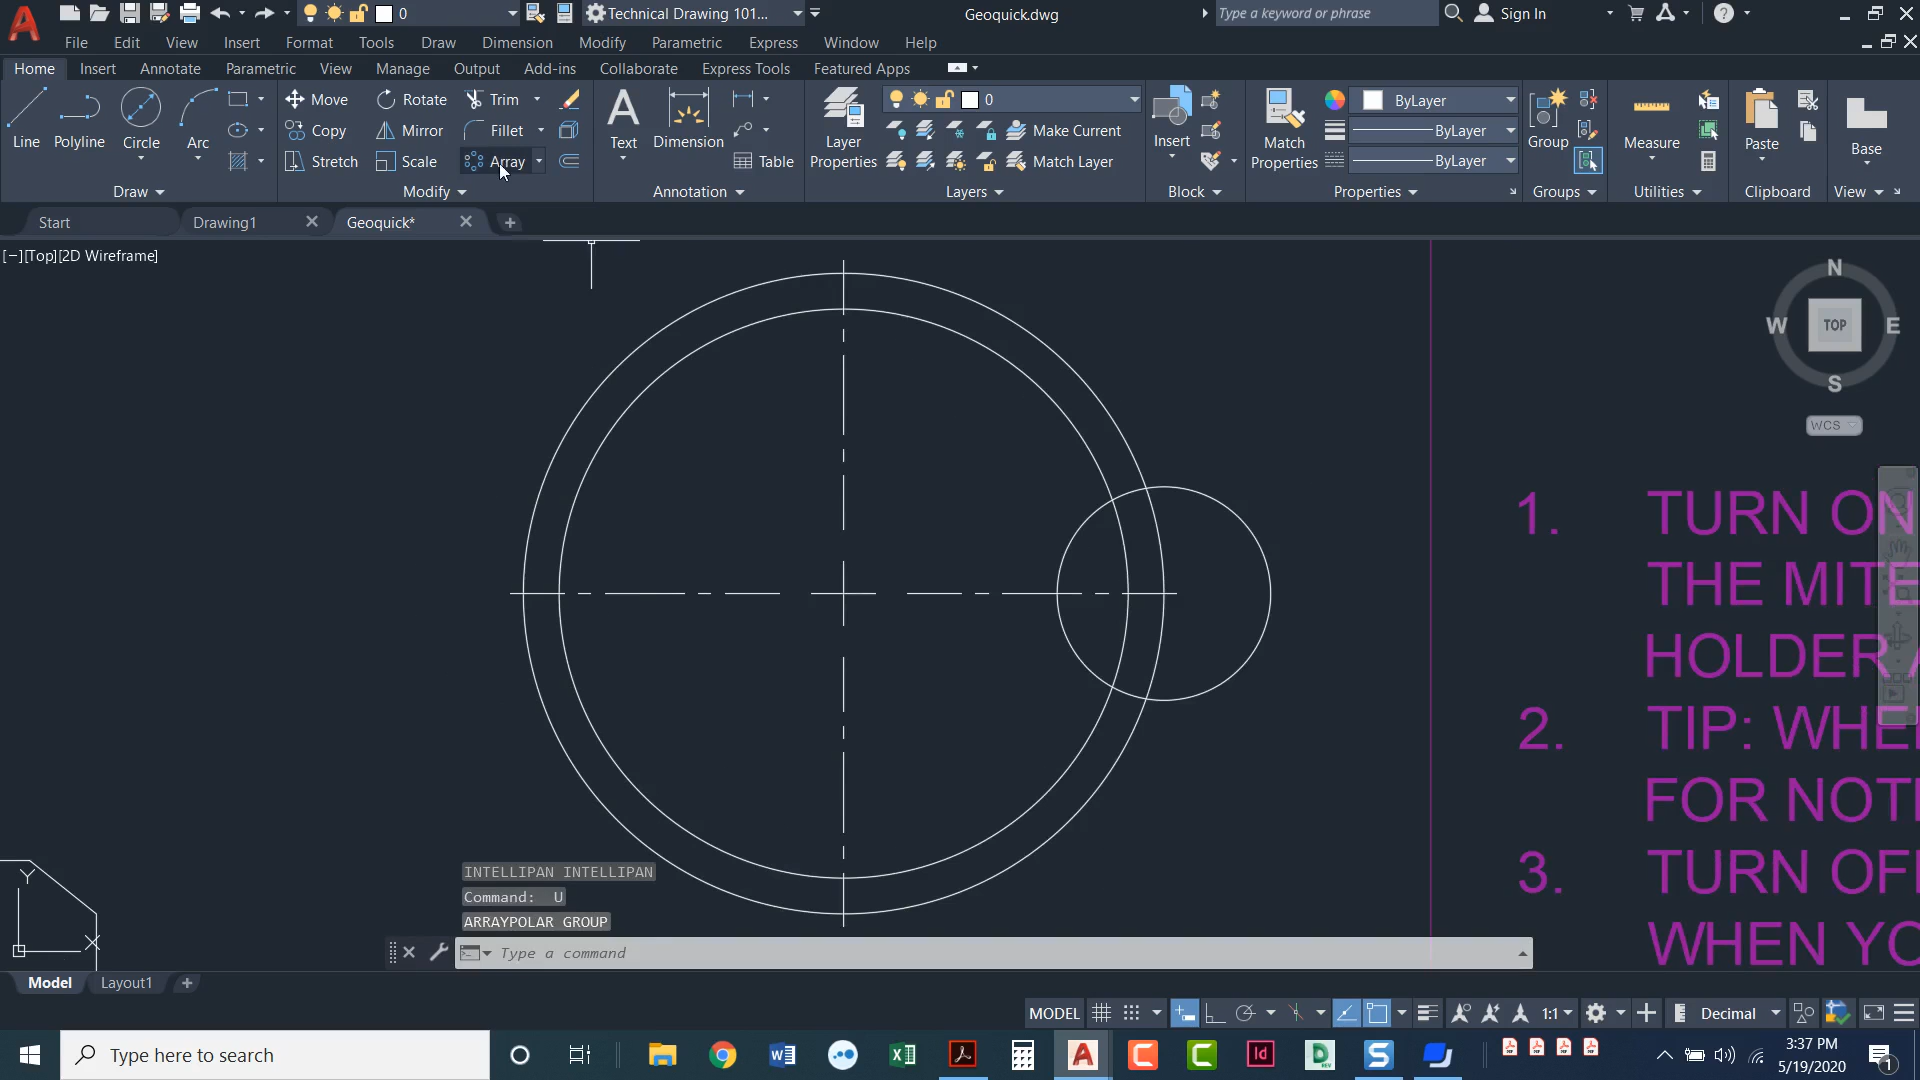 0
Technical Drawing 101...
Geoquick.dwg
Type a keyword or phrase
Sign In
File Edit View Insert Format Tools Draw Dimension Modify Parametric Express Window Help
Home Insert Annotate Parametric View Manage Output Add-ins Collaborate Express Tools Featured Apps
Move Rotate Trim
Copy Mirror Fillet
Stretch Scale Array
Line Polyline Circle Arc
Text Dimension
Table
Layer Properties
0
Make Current
Match Layer
Insert
Match Properties
ByLayer
ByLayer
ByLayer
Group
Measure
Paste
Base
Draw Modify Annotation Layers Block Properties Groups Utilities Clipboard View
Start Drawing1 Geoquick*
[−][Top][2D Wireframe]
N
W TOP E
S
WCS
1. TURN ON
THE MITE
HOLDER
2. TIP: WHE
FOR NOT
3. TURN OF
WHEN YO
Y
X
INTELLIPAN INTELLIPAN
Command: U
ARRAYPOLAR GROUP
Type a command
Model Layout1
MODEL 1:1 Decimal
Type here to search
3:37 PM
5/19/2020
1